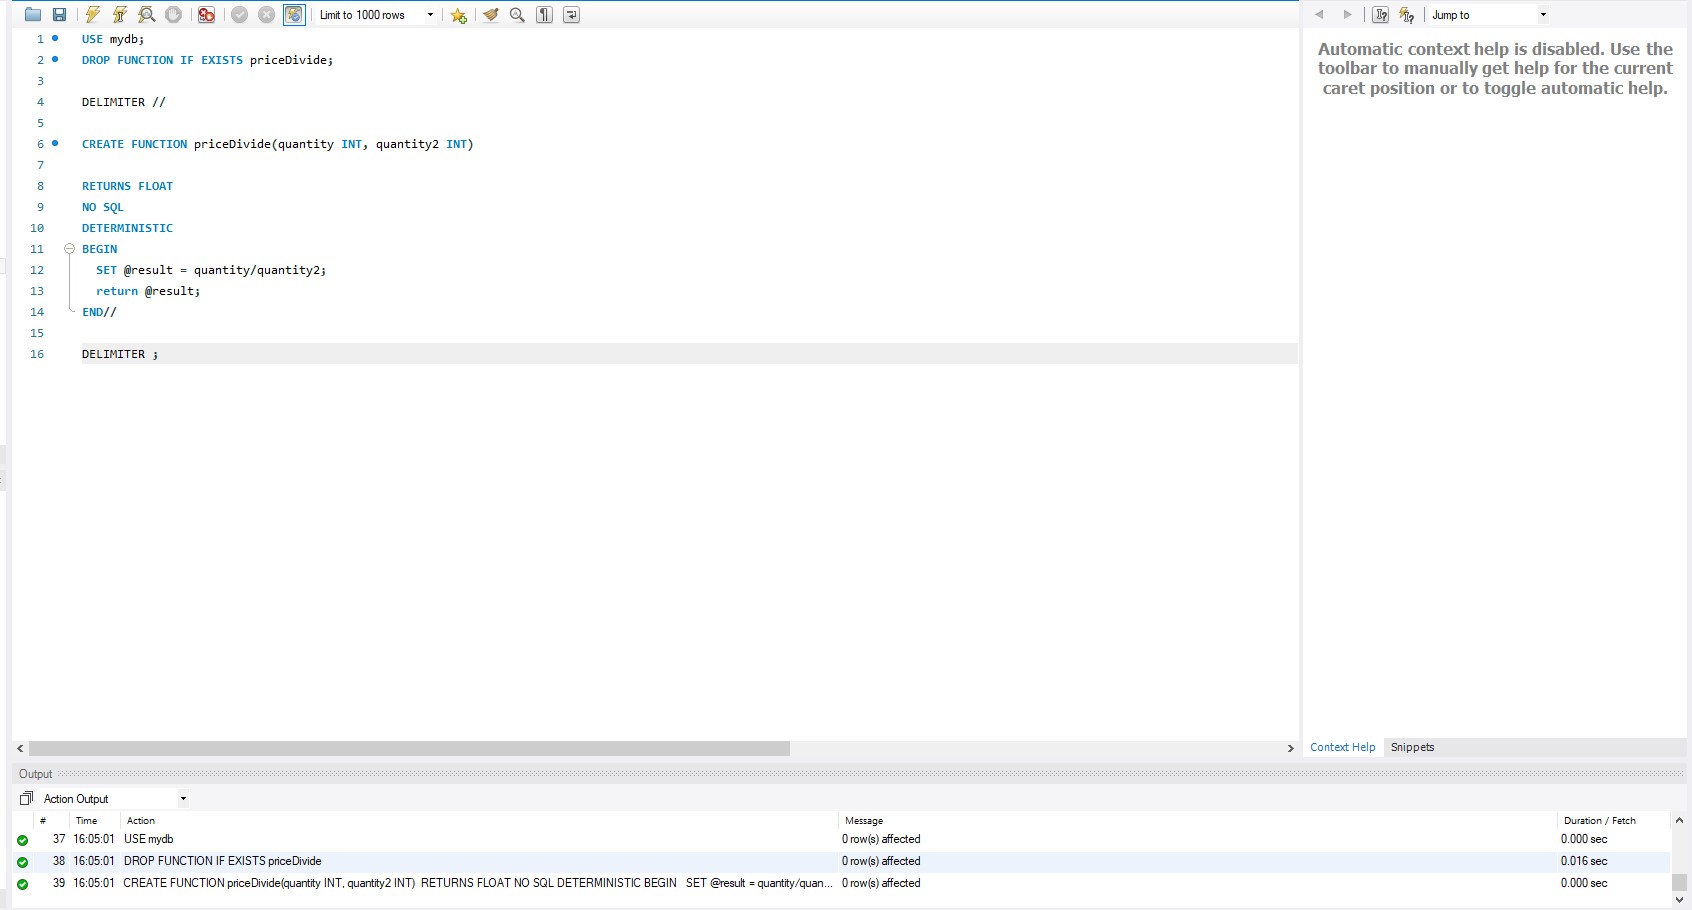 Limit to 1000 rows
Jump to
1 USE mydb;
2 DROP FUNCTION IF EXISTS priceDivide;
3
4 DELIMITER //
5
6 CREATE FUNCTION priceDivide(quantity INT, quantity2 INT)
7
8 RETURNS FLOAT
9 NO SQL
10 DETERMINISTIC
11 BEGIN
12 SET @result = quantity/quantity2;
13 return @result;
14 END//
15
16 DELIMITER ;
Automatic context help is disabled. Use the
toolbar to manually get help for the current
caret position or to toggle automatic help.
Context Help Snippets
Output
Action Output
# Time Action Message Duration / Fetch
37 16:05:01 USE mydb 0 row(s) affected 0.000 sec
38 16:05:01 DROP FUNCTION IF EXISTS priceDivide 0 row(s) affected 0.016 sec
39 16:05:01 CREATE FUNCTION priceDivide(quantity INT, quantity2 INT) RETURNS FLOAT NO SQL DETERMINISTIC BEGIN SET @result = quantity/quan... 0 row(s) affected 0.000 sec